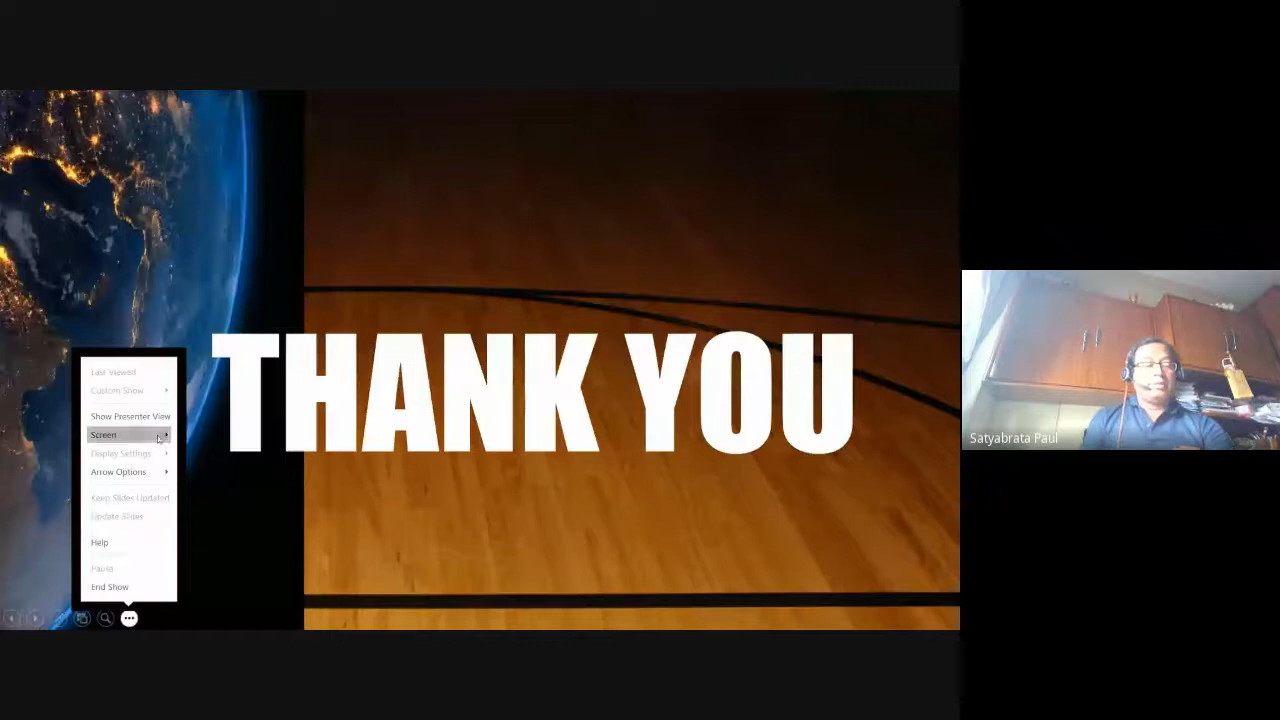 THANK YOU
Last Viewed
Custom Show
Show Presenter View
Screen
Display Settings
Arrow Options
Keep Slides Updated
Update Slides
Help
Pause
End Show
Satyabrata Paul